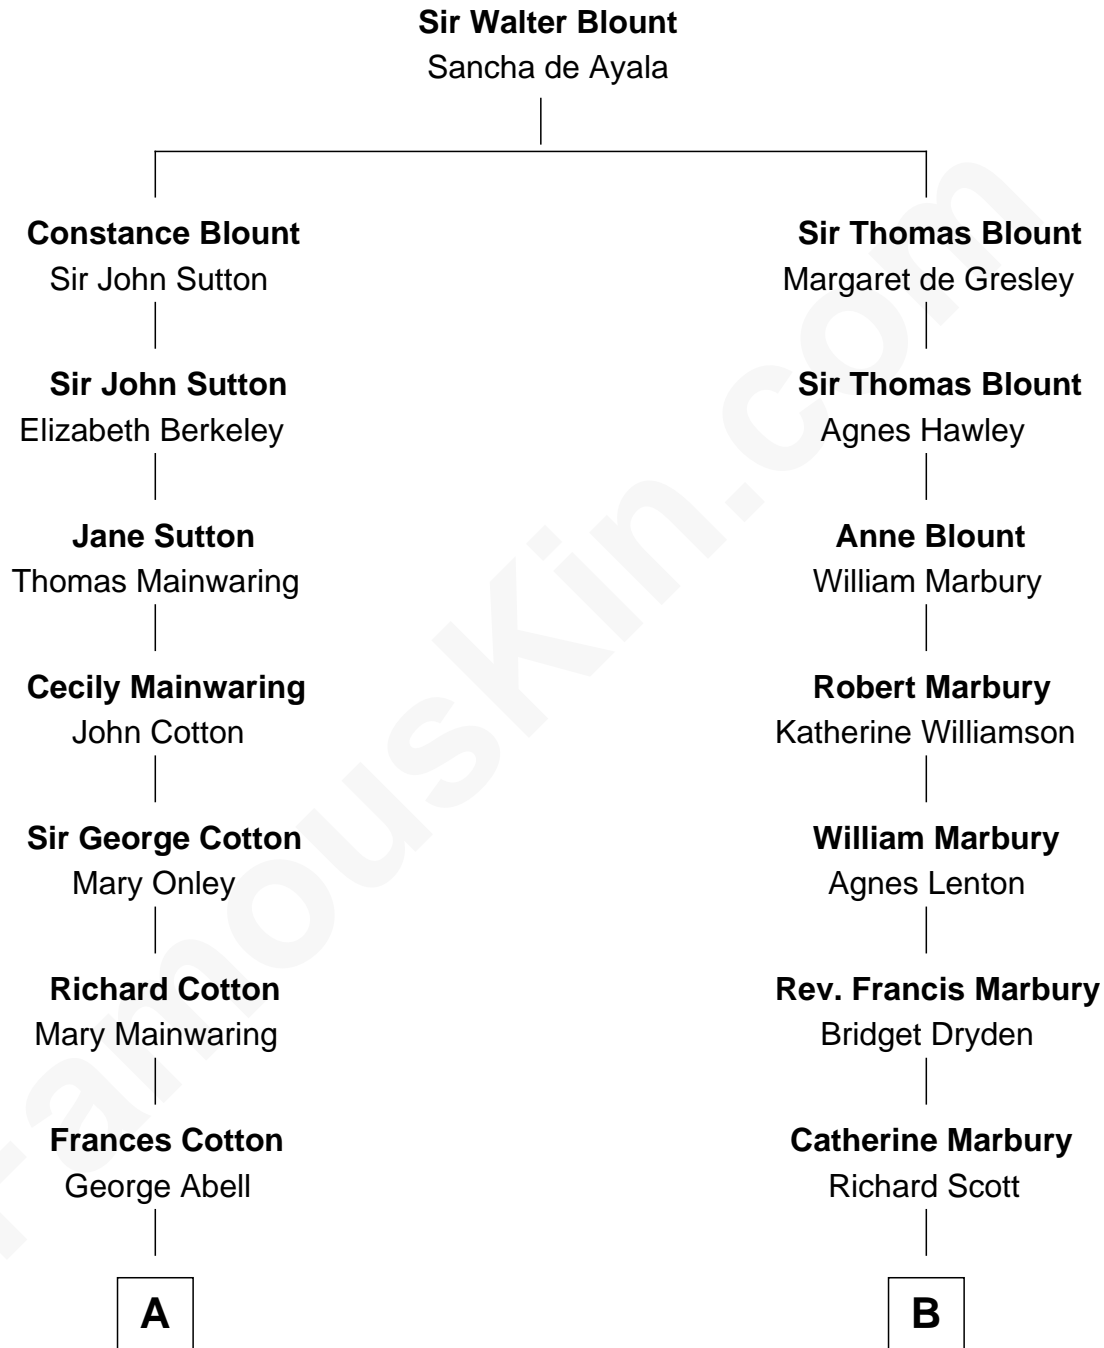 Sir Walter Blount
Sancha de Ayala
Constance Blount
Sir John Sutton
Sir Thomas Blount
Margaret de Gresley
Sir John Sutton
Elizabeth Berkeley
Sir Thomas Blount
Agnes Hawley
Jane Sutton
Thomas Mainwaring
Anne Blount
William Marbury
Cecily Mainwaring
John Cotton
Robert Marbury
Katherine Williamson
Sir George Cotton
Mary Onley
William Marbury
Agnes Lenton
Richard Cotton
Mary Mainwaring
Rev. Francis Marbury
Bridget Dryden
Frances Cotton
George Abell
Catherine Marbury
Richard Scott
A
B
FamousKin.com